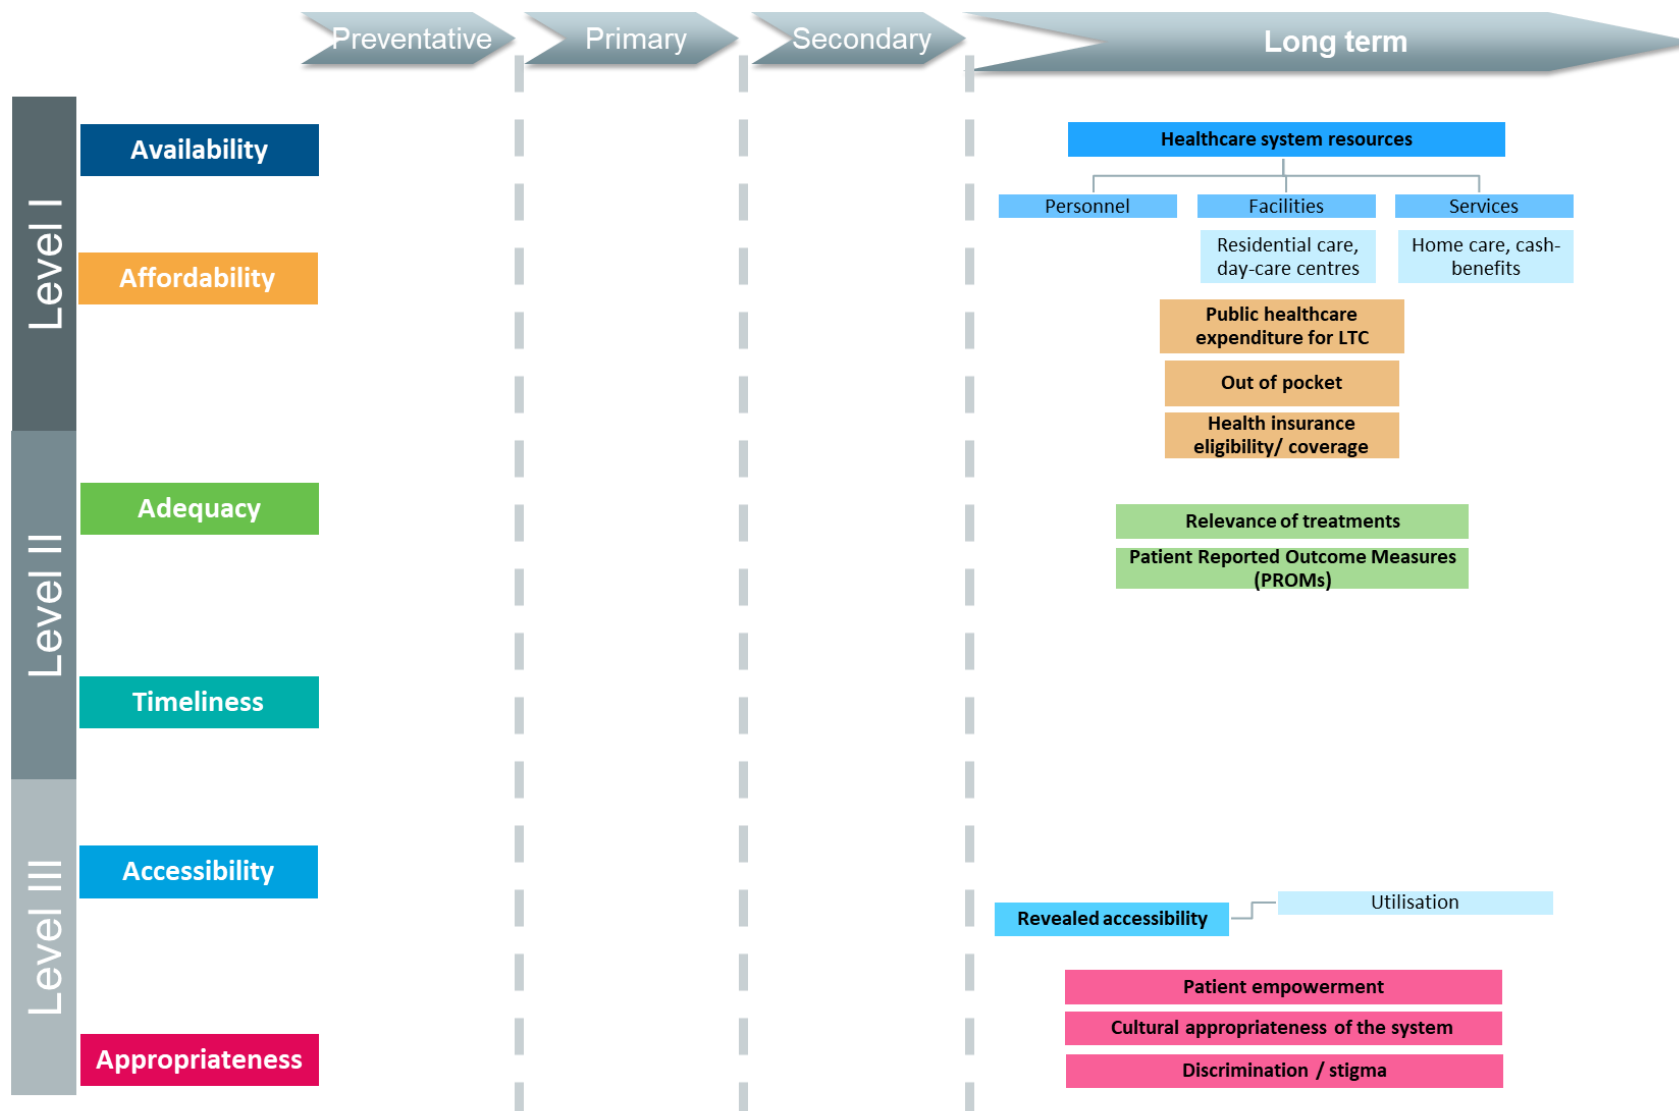 Preventative
Primary
Secondary
Long term
Level I
Availability
Healthcare system resources
Personnel
Facilities
Services
Residential care,
day-care centres
Home care, cash-
benefits
Affordability
Public healthcare
expenditure for LTC
Out of pocket
Health insurance
eligibility/ coverage
Level II
Adequacy
Relevance of treatments
Patient Reported Outcome Measures
(PROMs)
Timeliness
Level III
Accessibility
Revealed accessibility
Utilisation
Appropriateness
Patient empowerment
Cultural appropriateness of the system
Discrimination / stigma